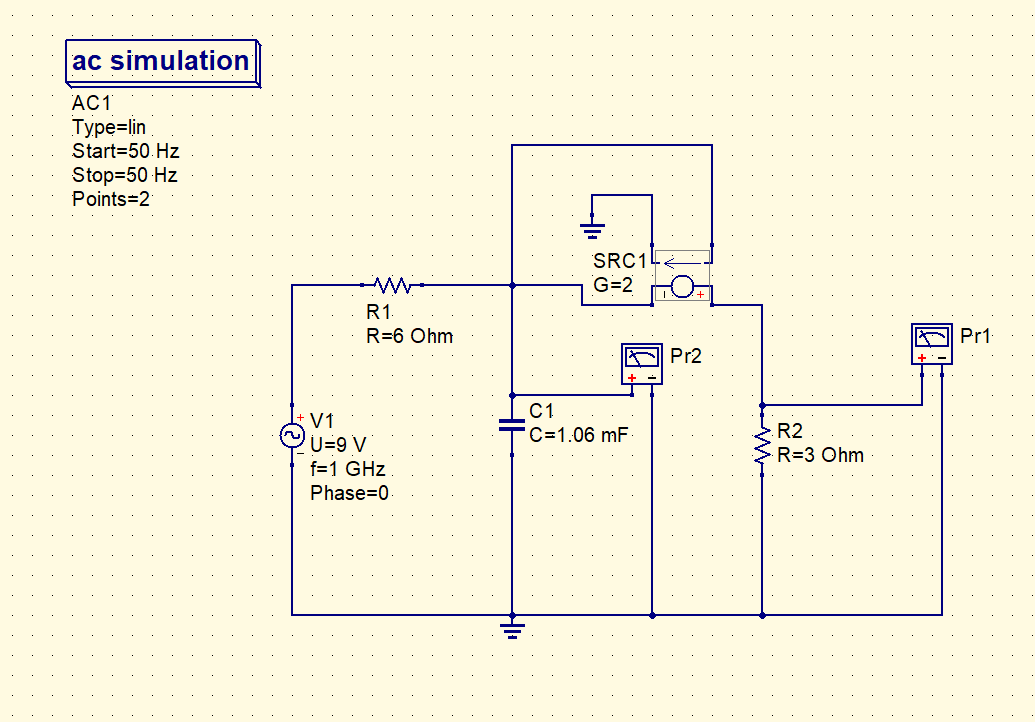 ac simulation
AC1
Type=lin
Start=50 Hz
Stop=50 Hz
Points=2
SRC1
G=2
R1
R=6 Ohm
Pr1
Pr2
V1
U=9 V
f=1 GHz
Phase=0
C1
C=1.06 mF
R2
R=3 Ohm